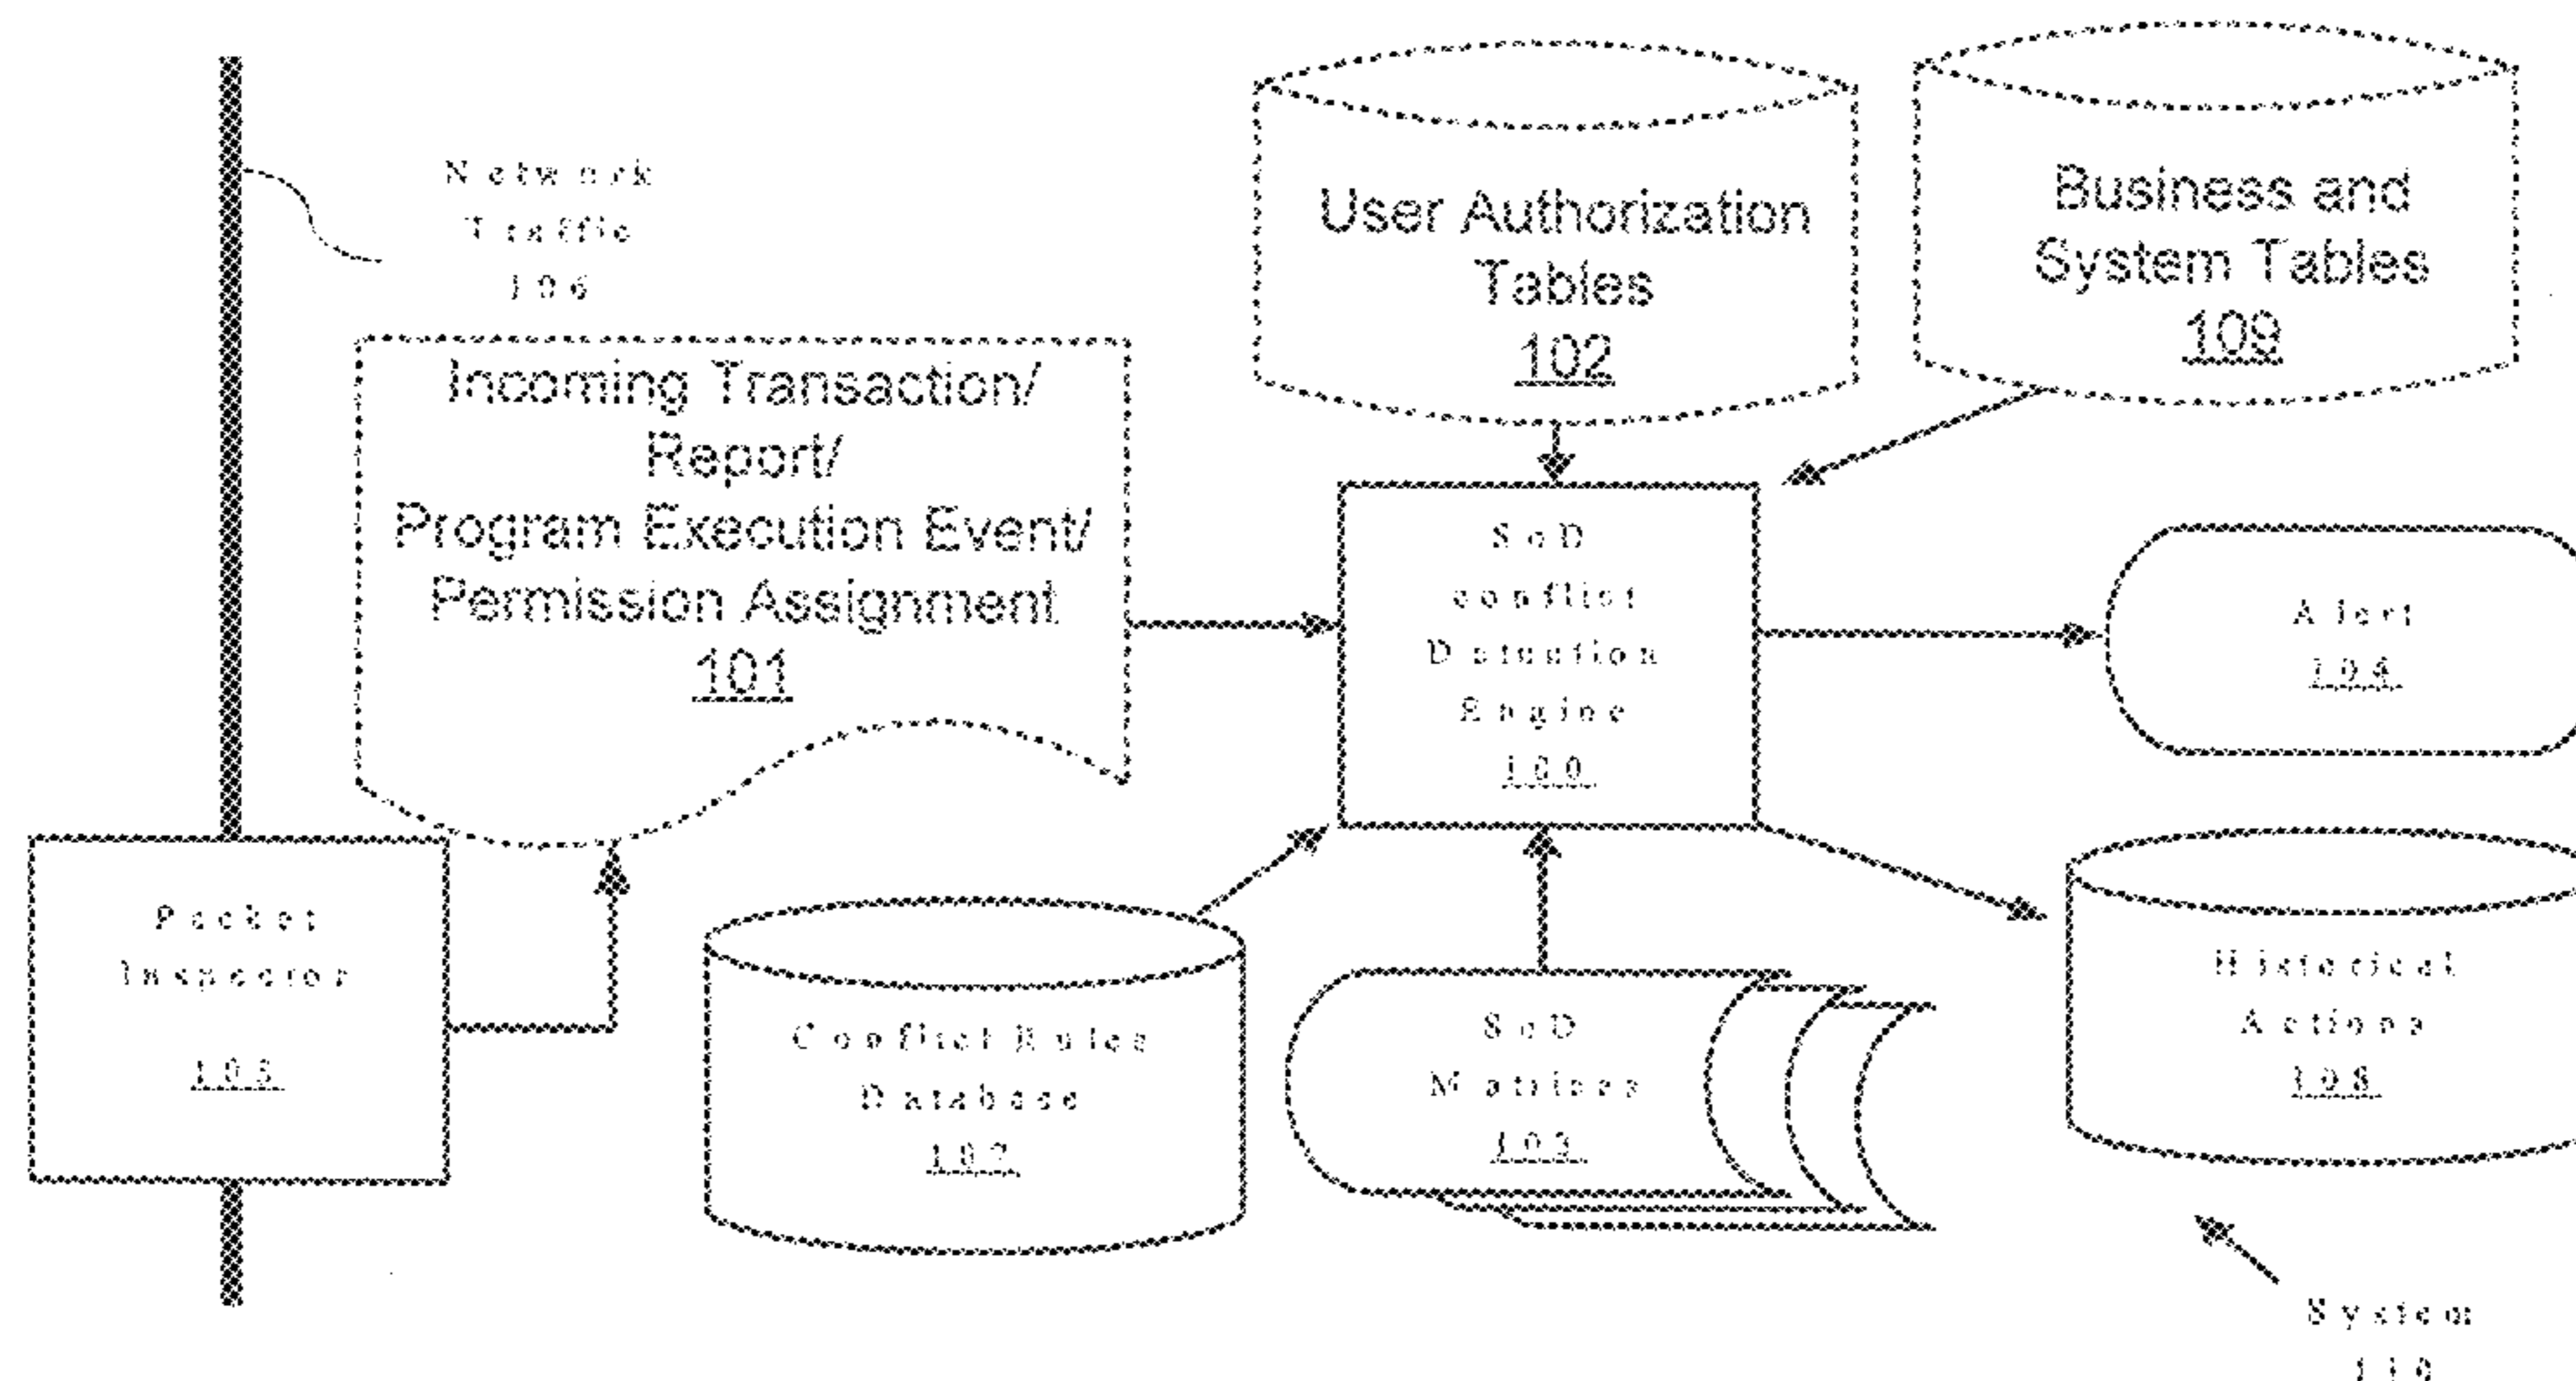 Network
Traffic
106
User Authorization
Tables
102
Business and
System Tables
109
Incoming Transaction/
Report/
Program Execution Event/
Permission Assignment
101
SoD
conflict
Detection
Engine
100
Alert
104
Packet
Inspector
105
Conflict Rules
Database
107
SoD
Matrixes
103
Historical
Actions
108
System
110